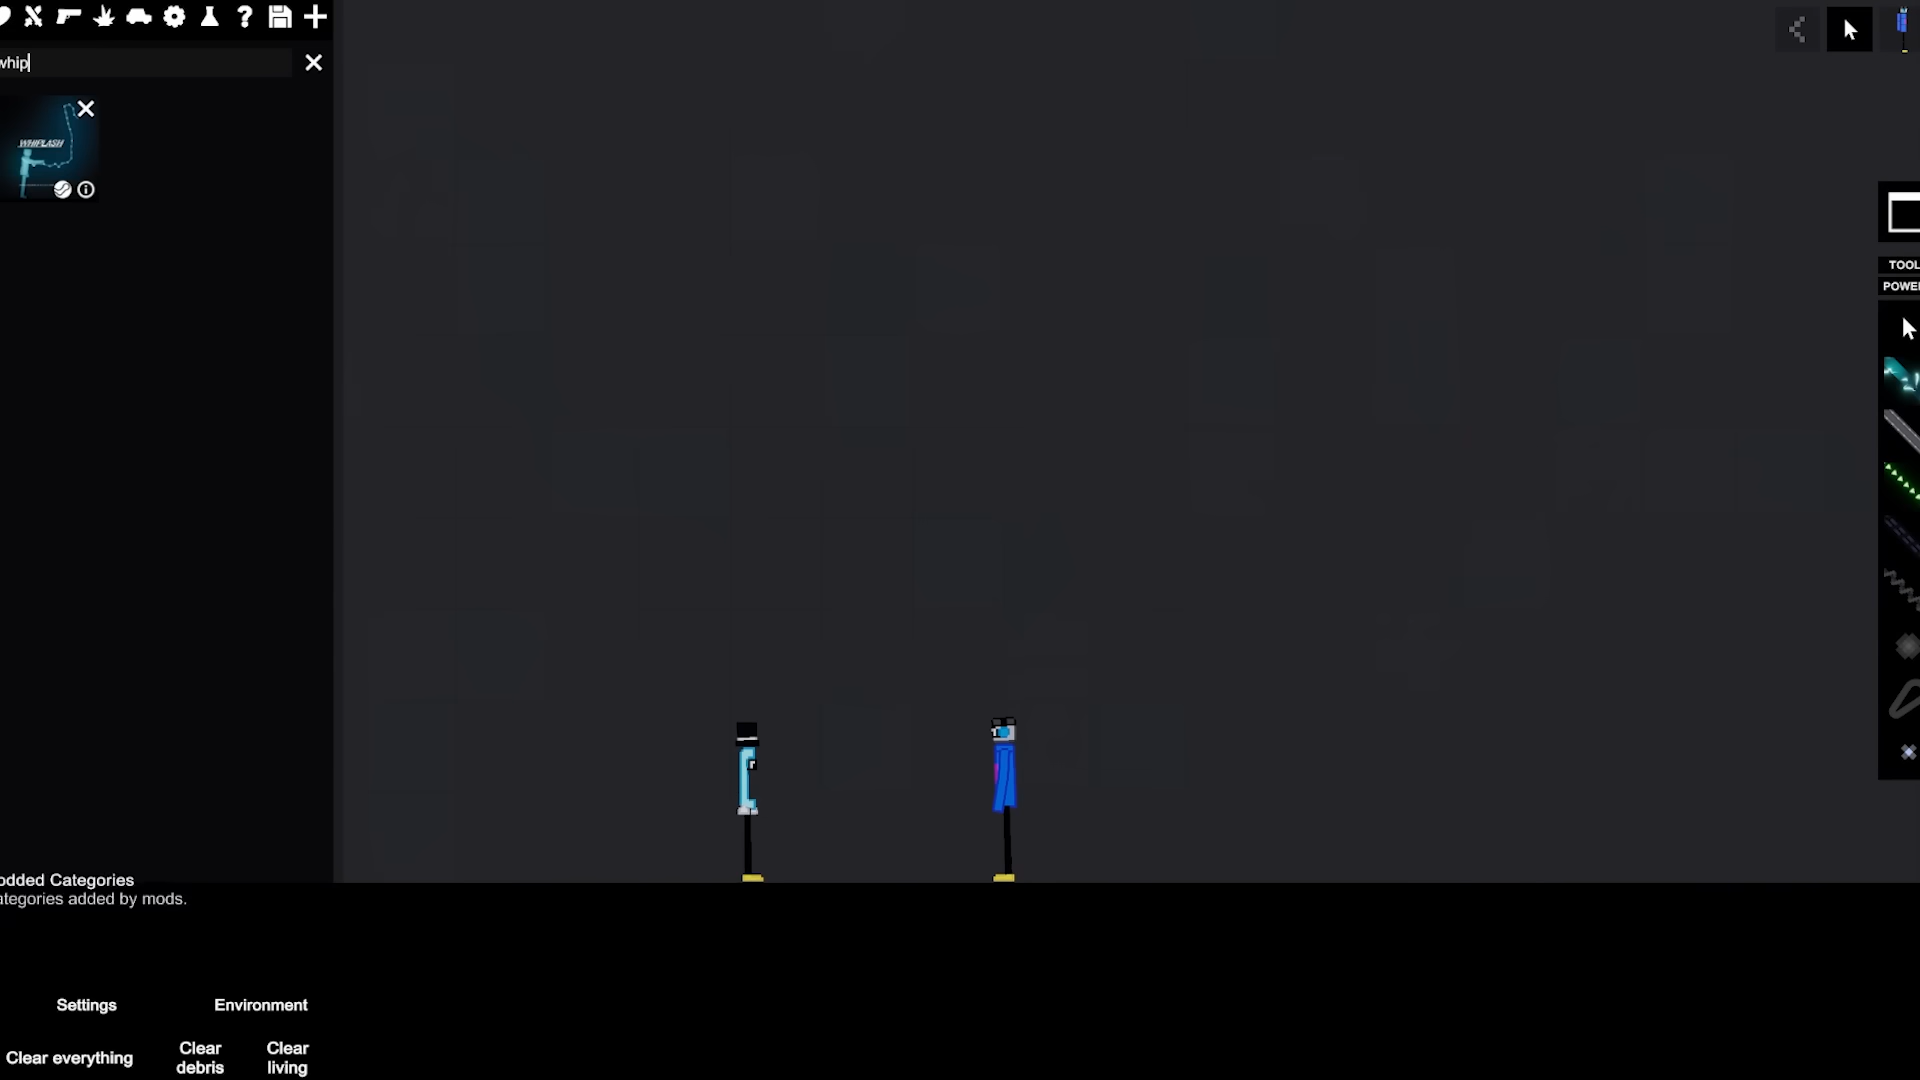 whip
WHIPLASH
TOOL
POWE
odded Categories
ategories added by mods.
Settings
Environment
Clear everything
Clear
debris
Clear
living